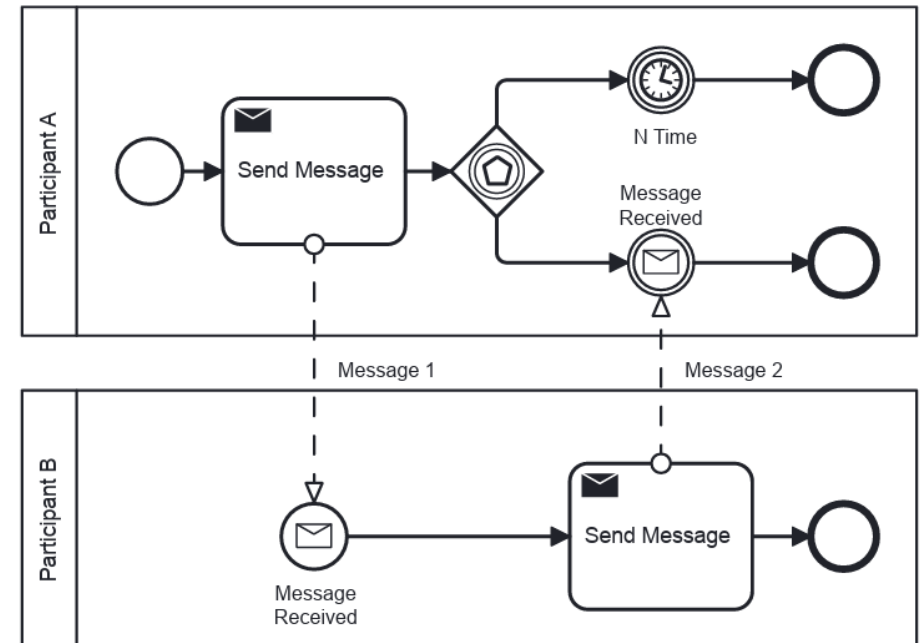 Participant A
Send Message
N Time
Message
Received
Message 1
Message 2
Participant B
Message
Received
Send Message